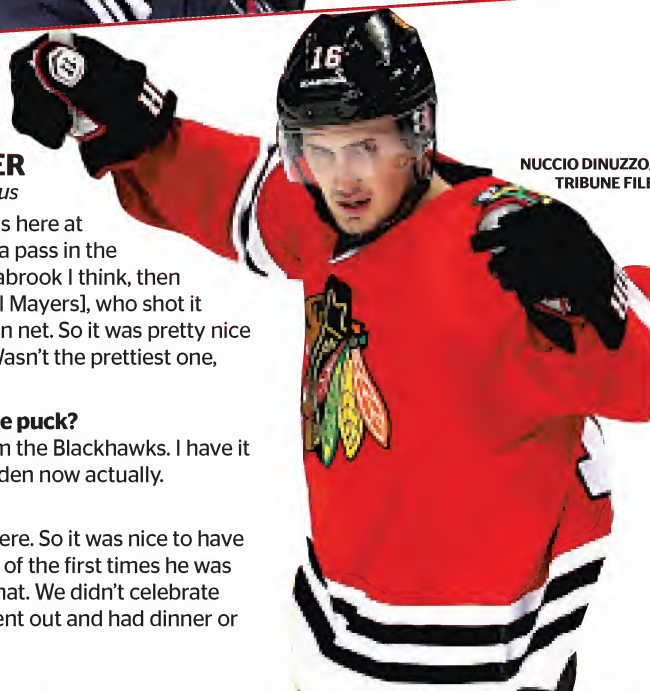 16
ER
us
NUCCIO DINUZZO/
TRIBUNE FILE
s here at
a pass in the
abrook I think, then
l Mayers], who shot it
n net. So it was pretty nice
Wasn't the prettiest one,
e puck?
m the Blackhawks. I have it
den now actually.
ere. So it was nice to have
of the first times he was
hat. We didn't celebrate
ent out and had dinner or